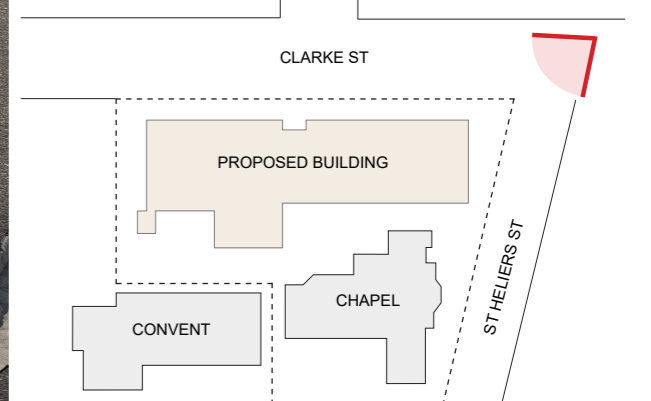 CLARKE ST
PROPOSED BUILDING
ST HELIERS ST
CHAPEL
CONVENT